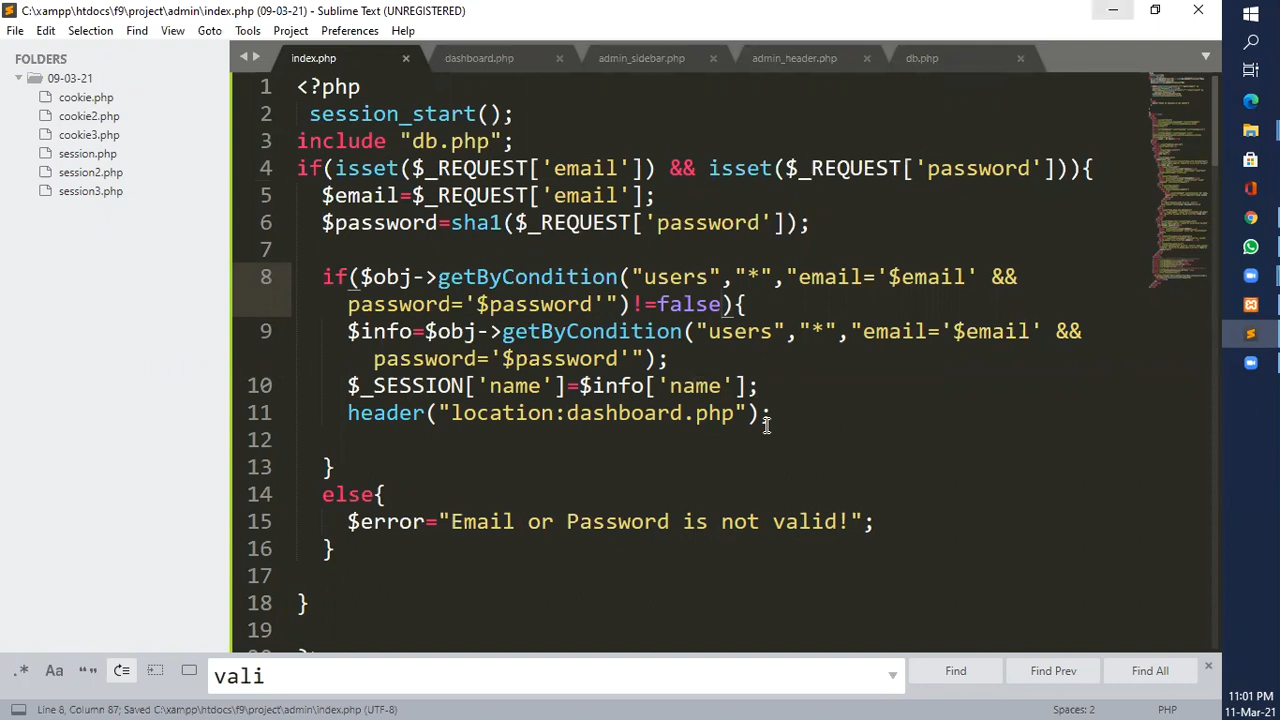 C:\xampp\htdocs\f9\project\admin\index.php (09-03-21) - Sublime Text (UNREGISTERED)
File Edit Selection Find View Goto Tools Project Preferences Help
FOLDERS
09-03-21
cookie.php
cookie2.php
cookie3.php
session.php
session2.php
session3.php
index.php dashboard.php admin_sidebar.php admin_header.php db.php
1 <?php
2 session_start();
3 include "db.php";
4 if(isset($_REQUEST['email']) && isset($_REQUEST['password'])){
5 $email=$_REQUEST['email'];
6 $password=sha1($_REQUEST['password']);
7
8 if($obj->getByCondition("users","*","email='$email' &&
password='$password'")!=false){
9 $info=$obj->getByCondition("users","*","email='$email' &&
password='$password'");
10 $_SESSION['name']=$info['name'];
11 header("location:dashboard.php");
12
13 }
14 else{
15 $error="Email or Password is not valid!";
16 }
17
18 }
19
.* Aa “” vali Find Find Prev Find All
Line 8, Column 87; Saved C:\xampp\htdocs\f9\project\admin\index.php (UTF-8) Spaces: 2 PHP
11:01 PM
11-Mar-21